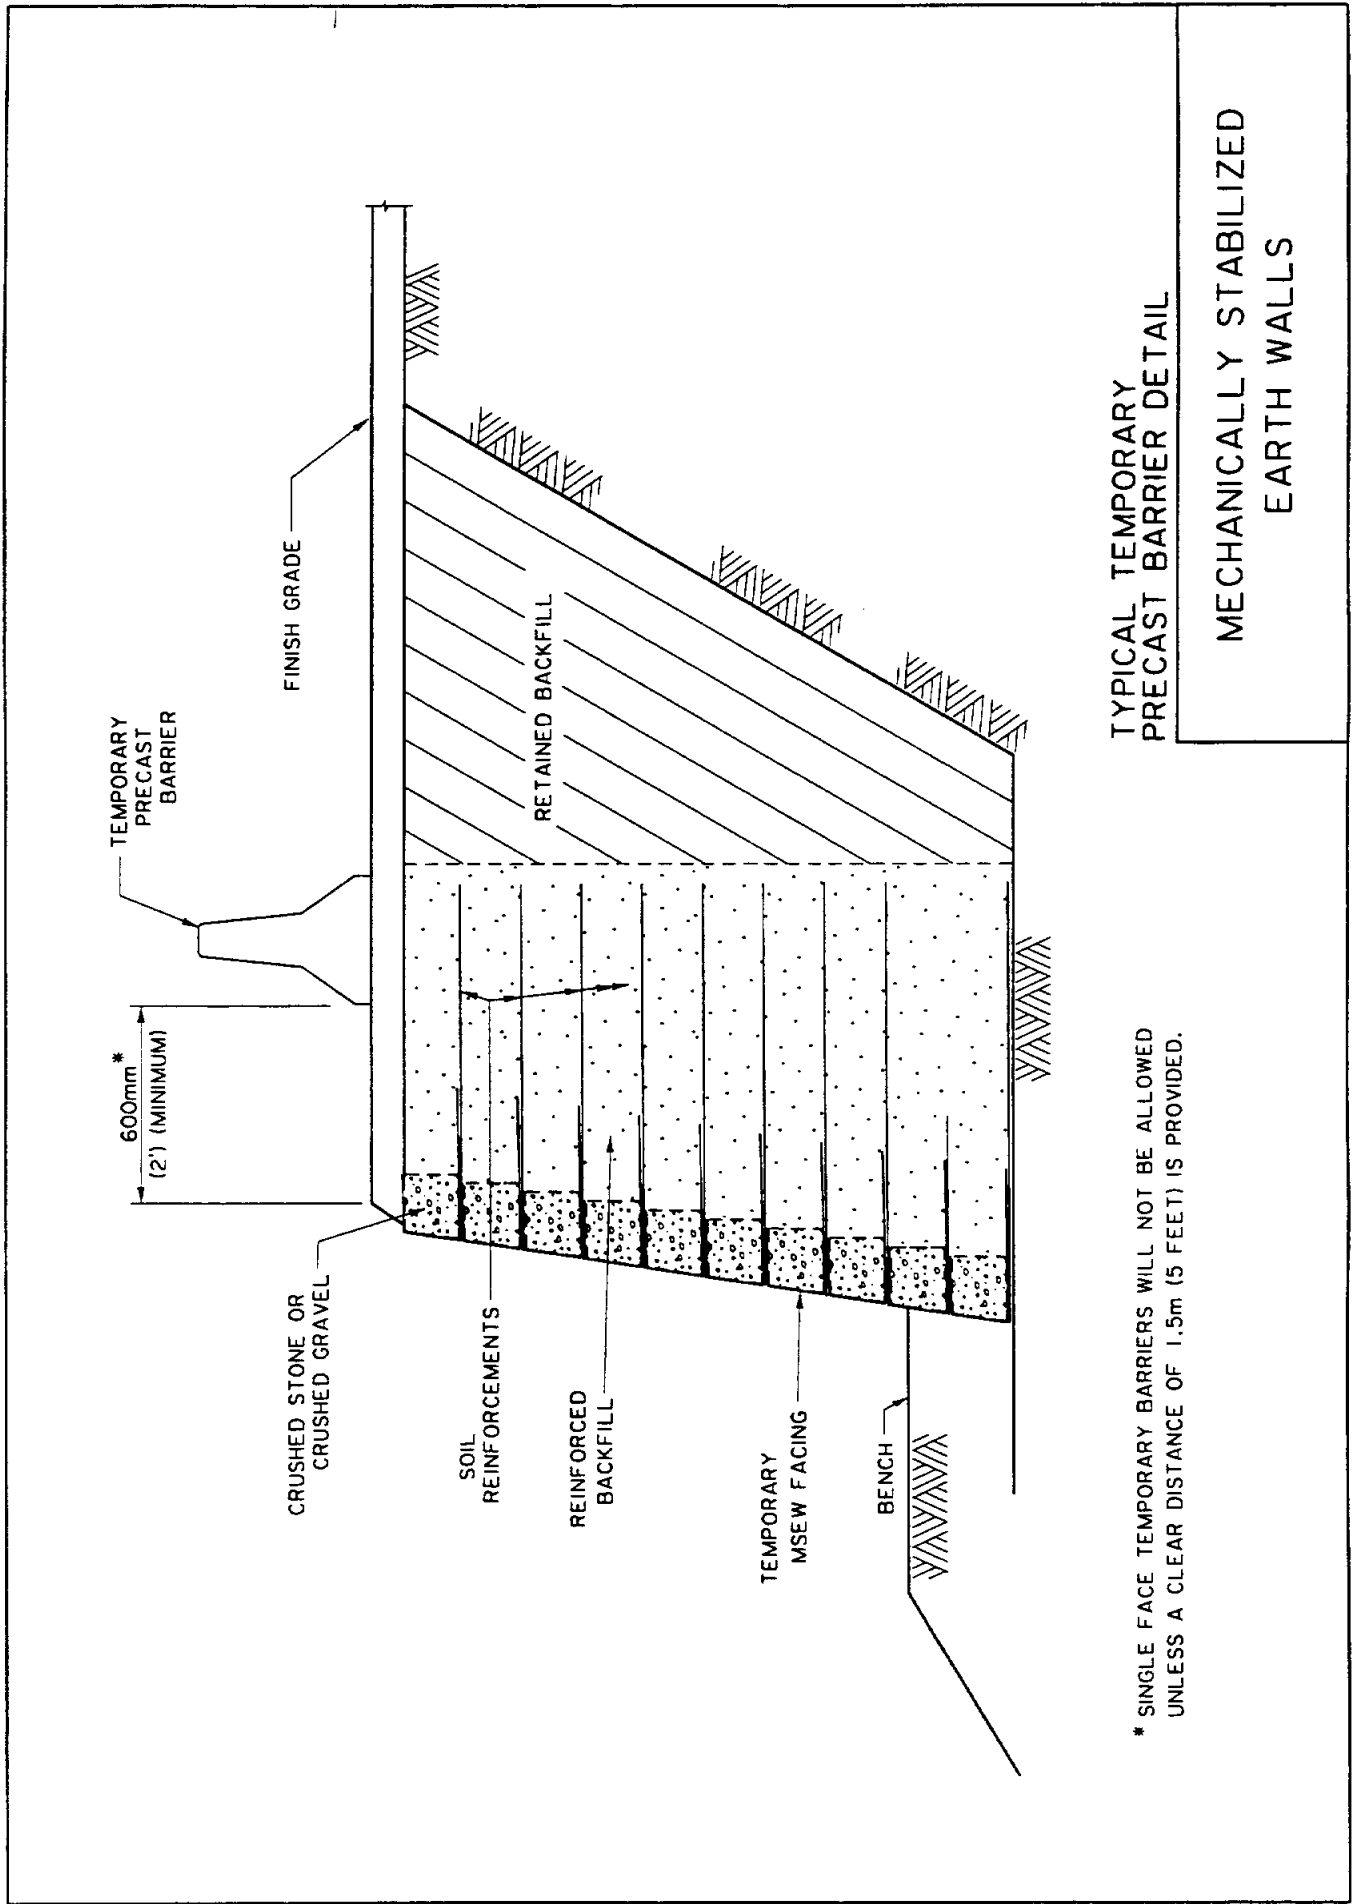 TEMPORARY
PRECAST
BARRIER
600mm*
(2') (MINIMUM)
FINISH GRADE
CRUSHED STONE OR
CRUSHED GRAVEL
SOIL
REINFORCEMENTS
RETAINED BACKFILL
REINFORCED
BACKFILL
TEMPORARY
MSEW FACING
BENCH
* SINGLE FACE TEMPORARY BARRIERS WILL NOT BE ALLOWED
UNLESS A CLEAR DISTANCE OF 1.5m (5 FEET) IS PROVIDED.
TYPICAL TEMPORARY
PRECAST BARRIER DETAIL
MECHANICALLY STABILIZED
EARTH WALLS